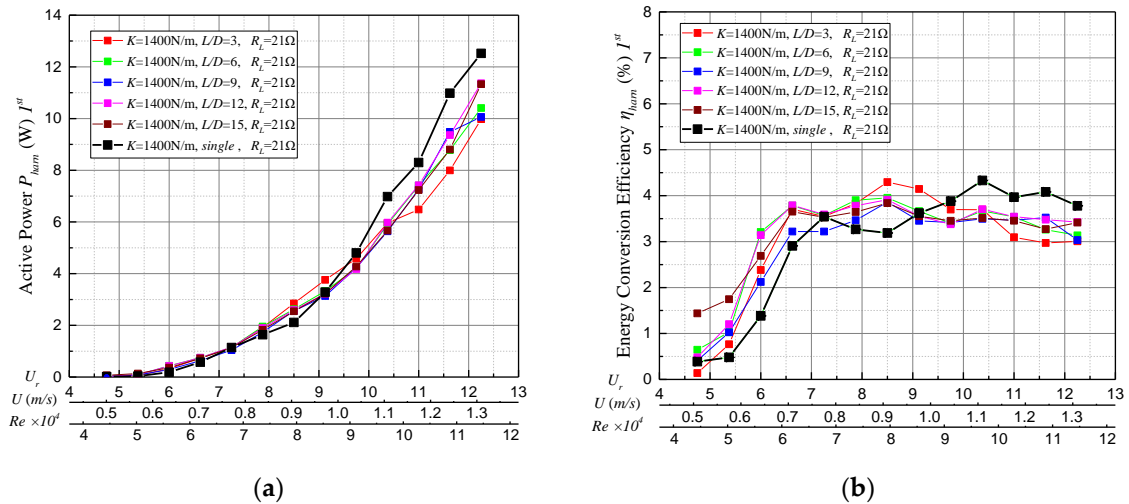 (a)
Active Power P_harn (W) 1st
14
12
10
8
6
4
2
0
K=1400N/m, L/D=3, R_L=21Ω
K=1400N/m, L/D=6, R_L=21Ω
K=1400N/m, L/D=9, R_L=21Ω
K=1400N/m, L/D=12, R_L=21Ω
K=1400N/m, L/D=15, R_L=21Ω
K=1400N/m, single , R_L=21Ω
U_r 4 5 6 7 8 9 10 11 12 13
U (m/s) 0.5 0.6 0.7 0.8 0.9 1.0 1.1 1.2 1.3
Re ×10^4 4 5 6 7 8 9 10 11 12
(a)
Energy Conversion Efficiency η_harn (%) 1st
8
7
6
5
4
3
2
1
0
K=1400N/m, L/D=3, R_L=21Ω
K=1400N/m, L/D=6, R_L=21Ω
K=1400N/m, L/D=9, R_L=21Ω
K=1400N/m, L/D=12, R_L=21Ω
K=1400N/m, L/D=15, R_L=21Ω
K=1400N/m, single , R_L=21Ω
U_r 5 6 7 8 9 10 11 12 13
U (m/s) 0.5 0.6 0.7 0.8 0.9 1.0 1.1 1.2 1.3
Re ×10^4 4 5 6 7 8 9 10 11 12
(b)